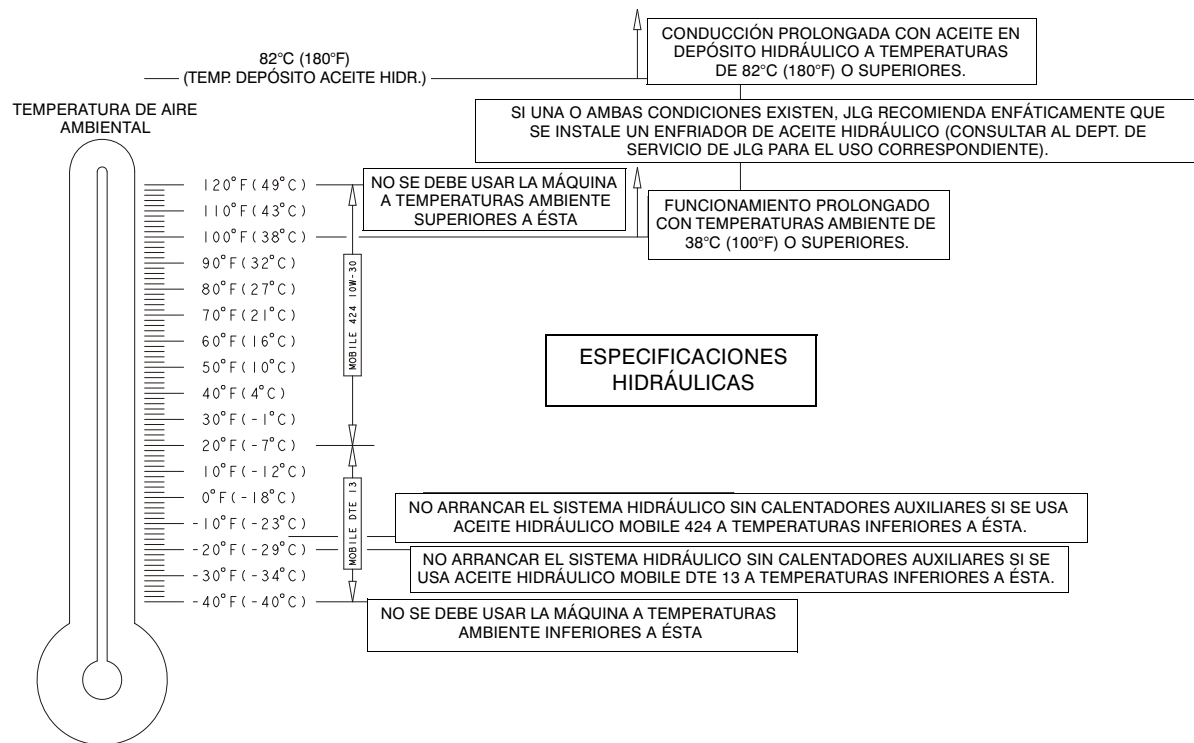 82°C (180°F)
(TEMP. DEPÓSITO ACEITE HIDR.)
CONDUCCIÓN PROLONGADA CON ACEITE EN
DEPÓSITO HIDRÁULICO A TEMPERATURAS
DE 82°C (180°F) O SUPERIORES.
TEMPERATURA DE AIRE
AMBIENTAL
SI UNA O AMBAS CONDICIONES EXISTEN, JLG RECOMIENDA ENFÁTICAMENTE QUE
SE INSTALE UN ENFRIADOR DE ACEITE HIDRÁULICO (CONSULTAR AL DEPT. DE
SERVICIO DE JLG PARA EL USO CORRESPONDIENTE).
NO SE DEBE USAR LA MÁQUINA
A TEMPERATURAS AMBIENTE
SUPERIORES A ÉSTA
FUNCIONAMIENTO PROLONGADO
CON TEMPERATURAS AMBIENTE DE
38°C (100°F) O SUPERIORES.
120°F(49°C)
110°F(43°C)
100°F(38°C)
90°F(32°C)
80°F(27°C)
70°F(21°C)
60°F(16°C)
50°F(10°C)
40°F(4°C)
30°F(-1°C)
20°F(-7°C)
10°F(-12°C)
0°F(-18°C)
-10°F(-23°C)
-20°F(-29°C)
-30°F(-34°C)
-40°F(-40°C)
MOBILE 424 10W-30
MOBILE DTE 13
ESPECIFICACIONES
HIDRÁULICAS
NO ARRANCAR EL SISTEMA HIDRÁULICO SIN CALENTADORES AUXILIARES SI SE USA
ACEITE HIDRÁULICO MOBILE 424 A TEMPERATURAS INFERIORES A ÉSTA.
NO ARRANCAR EL SISTEMA HIDRÁULICO SIN CALENTADORES AUXILIARES SI SE
USA ACEITE HIDRÁULICO MOBILE DTE 13 A TEMPERATURAS INFERIORES A ÉSTA.
NO SE DEBE USAR LA MÁQUINA A TEMPERATURAS
AMBIENTE INFERIORES A ÉSTA